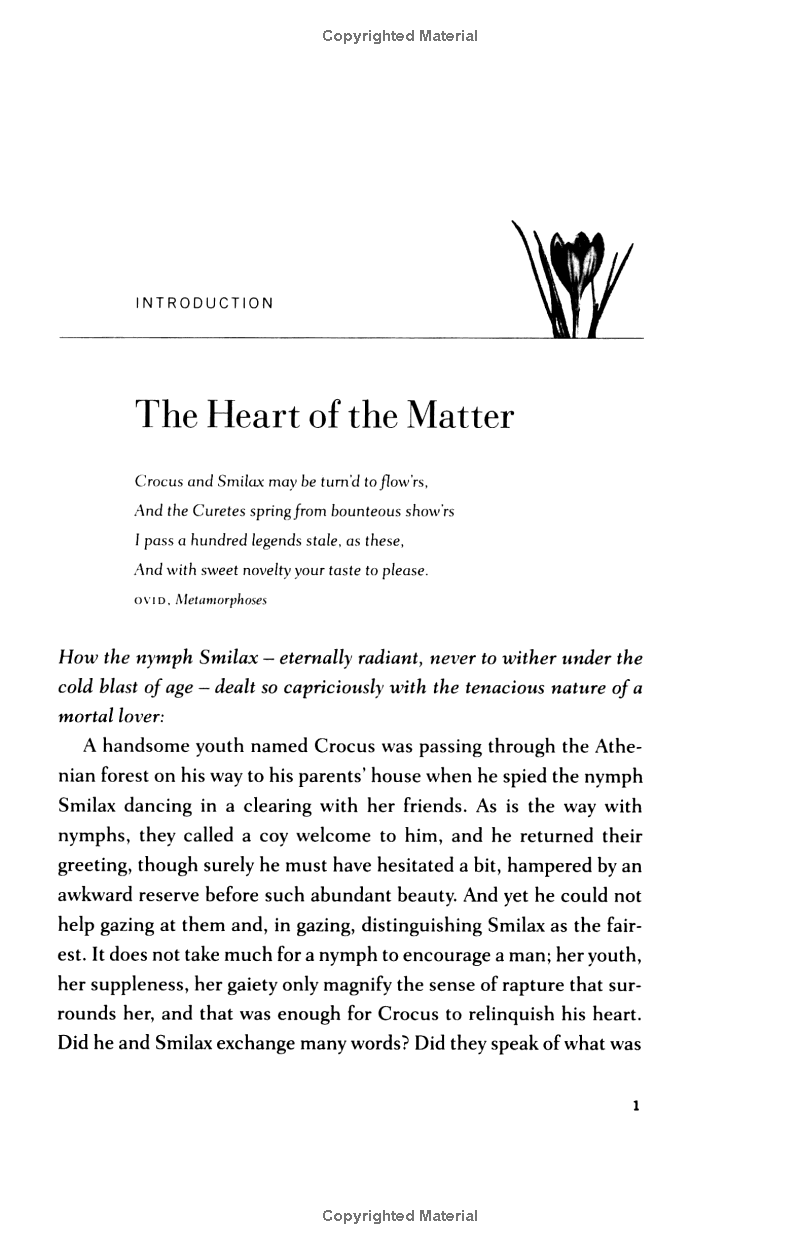 Copyrighted Material
INTRODUCTION
The Heart of the Matter
Crocus and Smilax may be turn'd to flow'rs,
And the Curetes spring from bounteous show'rs
I pass a hundred legends stale, as these,
And with sweet novelty your taste to please.
OVID, Metamorphoses
How the nymph Smilax – eternally radiant, never to wither under the
cold blast of age – dealt so capriciously with the tenacious nature of a
mortal lover:
A handsome youth named Crocus was passing through the Athe-
nian forest on his way to his parents' house when he spied the nymph
Smilax dancing in a clearing with her friends. As is the way with
nymphs, they called a coy welcome to him, and he returned their
greeting, though surely he must have hesitated a bit, hampered by an
awkward reserve before such abundant beauty. And yet he could not
help gazing at them and, in gazing, distinguishing Smilax as the fair-
est. It does not take much for a nymph to encourage a man; her youth,
her suppleness, her gaiety only magnify the sense of rapture that sur-
rounds her, and that was enough for Crocus to relinquish his heart.
Did he and Smilax exchange many words? Did they speak of what was
1
Copyrighted Material